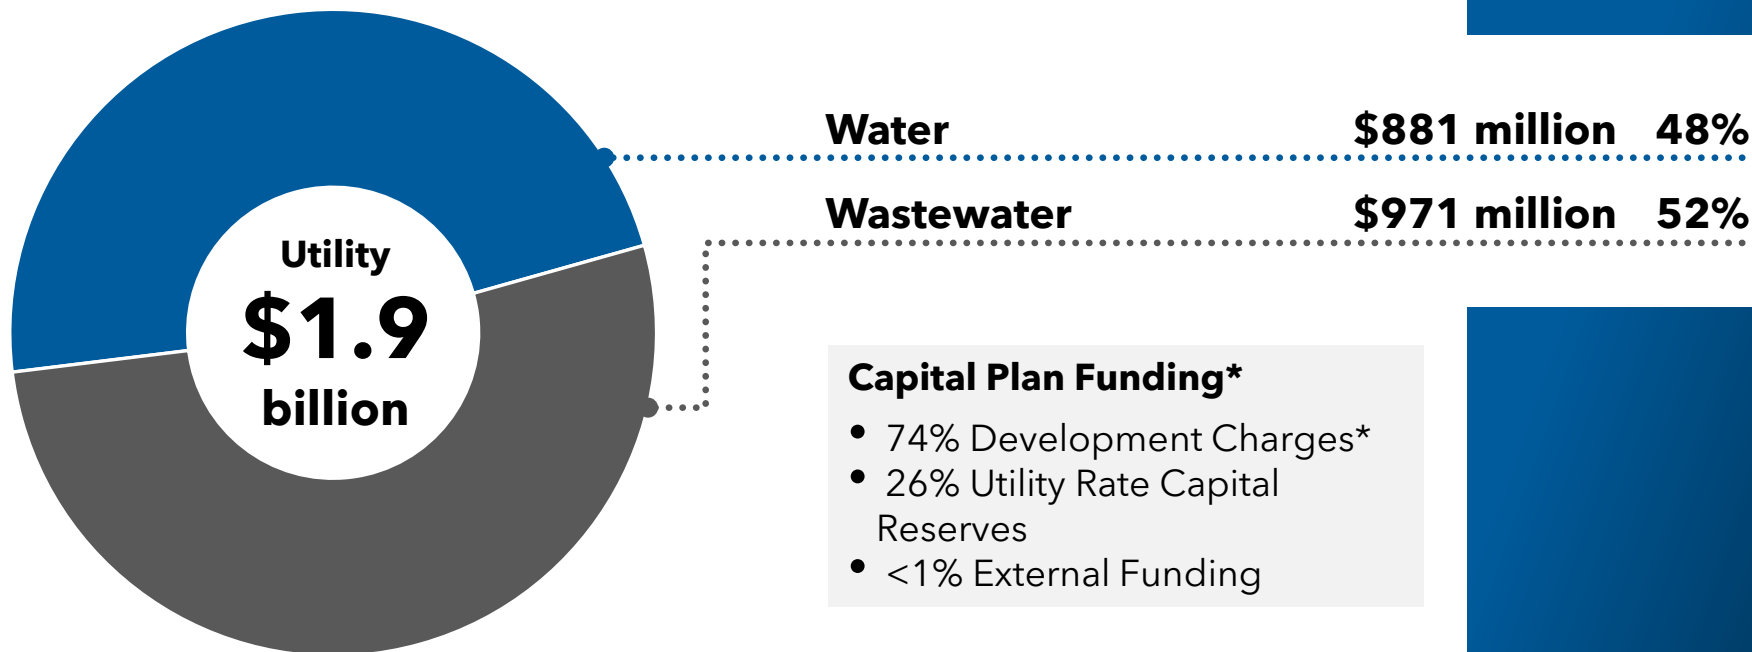 Utility
$1.9
billion
Water $881 million 48%
Wastewater $971 million 52%
Capital Plan Funding*
• 74% Development Charges*
• 26% Utility Rate Capital
Reserves
• <1% External Funding